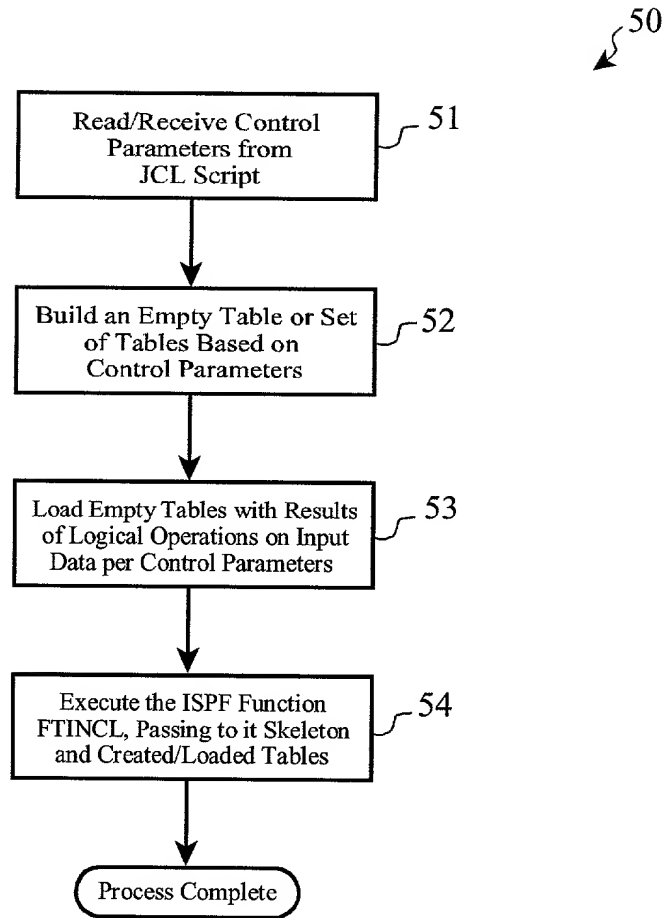 50
Read/Receive Control
Parameters from
JCL Script
51
Build an Empty Table or Set
of Tables Based on
Control Parameters
52
Load Empty Tables with Results
of Logical Operations on Input
Data per Control Parameters
53
Execute the ISPF Function
FTINCL, Passing to it Skeleton
and Created/Loaded Tables
54
Process Complete